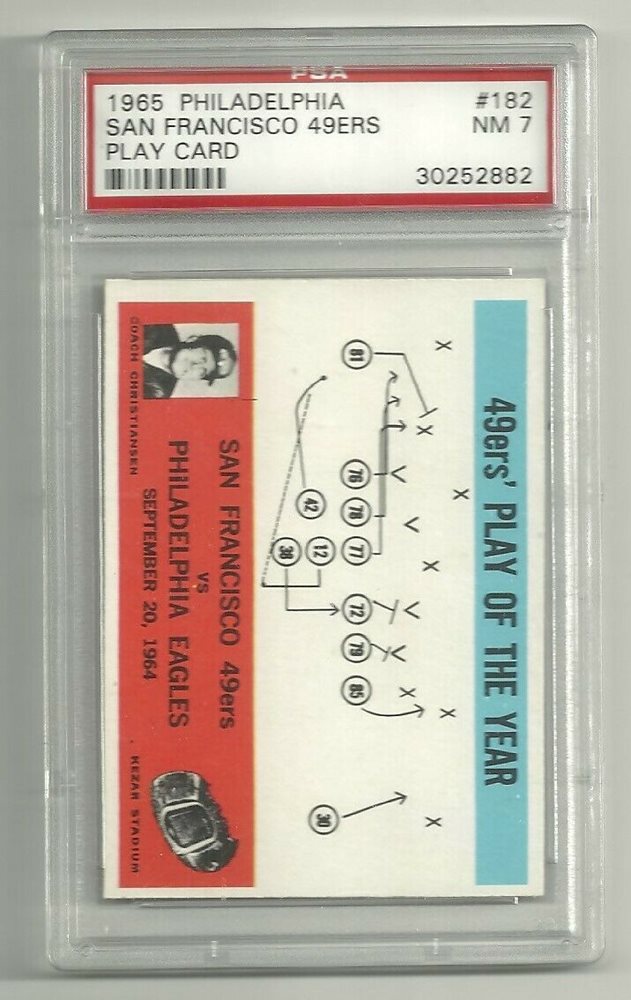 PSA
1965 PHILADELPHIA #182
SAN FRANCISCO 49ERS NM 7
PLAY CARD
30252882
49ers' PLAY OF THE YEAR
X X X X X X X X
V V V V
81 76 78 77 72 79 85
42 12 38 30
SAN FRANCISCO 49ers
VS
PHILADELPHIA EAGLES
SEPTEMBER 20, 1964
COACH CHRISTIANSEN
KEZAR STADIUM